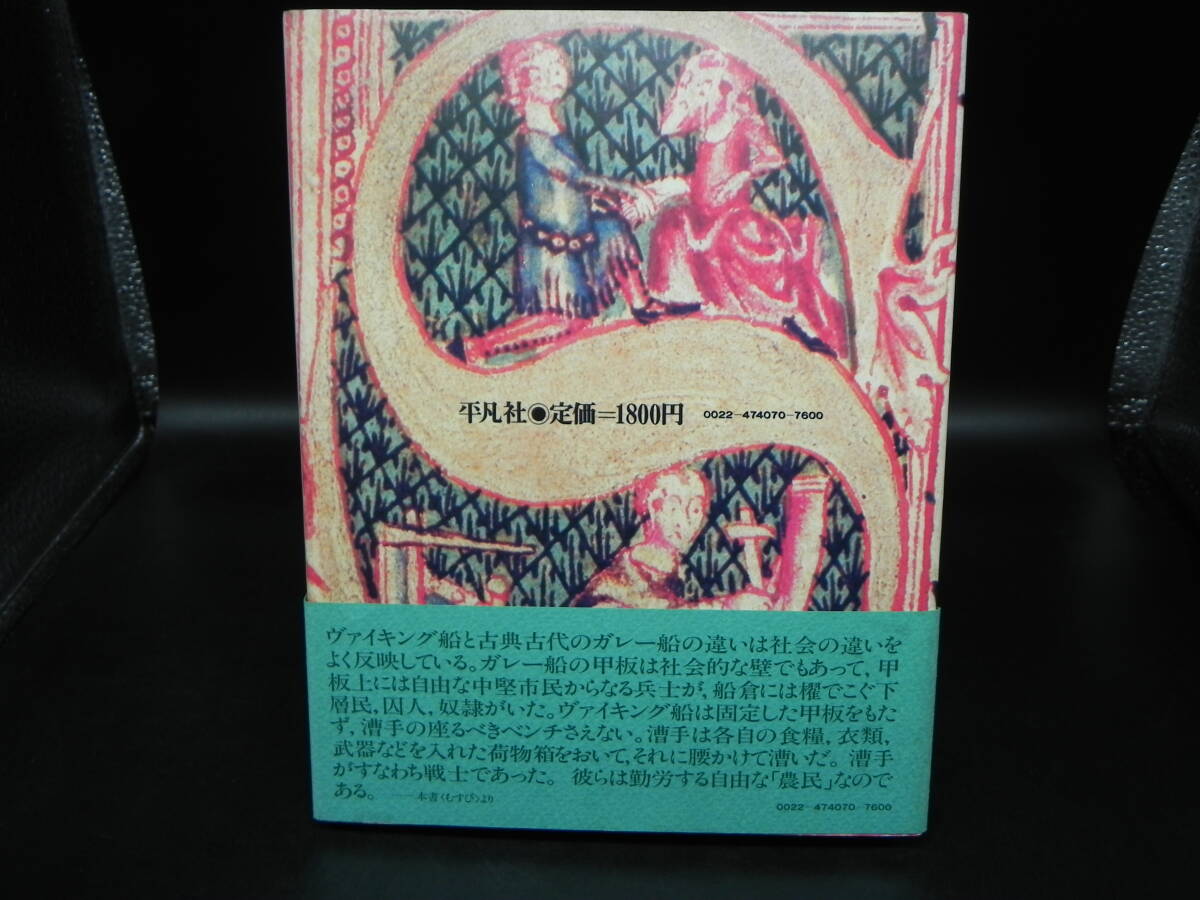 平凡社◉定価=1800円 0022-474070-7600
ヴァイキング船と古典古代のガレー船の違いは社会の違いを
よく反映している。ガレー船の甲板は社会的な壁でもあって,甲
板上には自由な中堅市民からなる兵士が,船倉には櫂でこぐ下
層民,囚人,奴隷がいた。ヴァイキング船は固定した甲板をもた
ず,漕手の座るべきベンチさえない。漕手は各自の食糧,衣類,
武器などを入れた荷物箱をおいて,それに腰かけて漕いだ。漕手
がすなわち戦士であった。 彼らは勤労する自由な「農民」なので
ある。 ——本書〈むすび〉より
0022-474070-7600